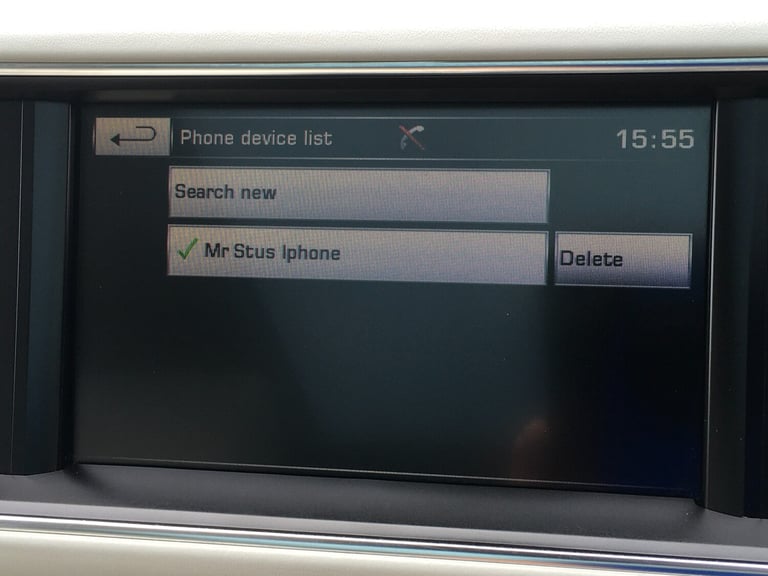 Phone device list
15:55
Search new
Mr Stus Iphone
Delete